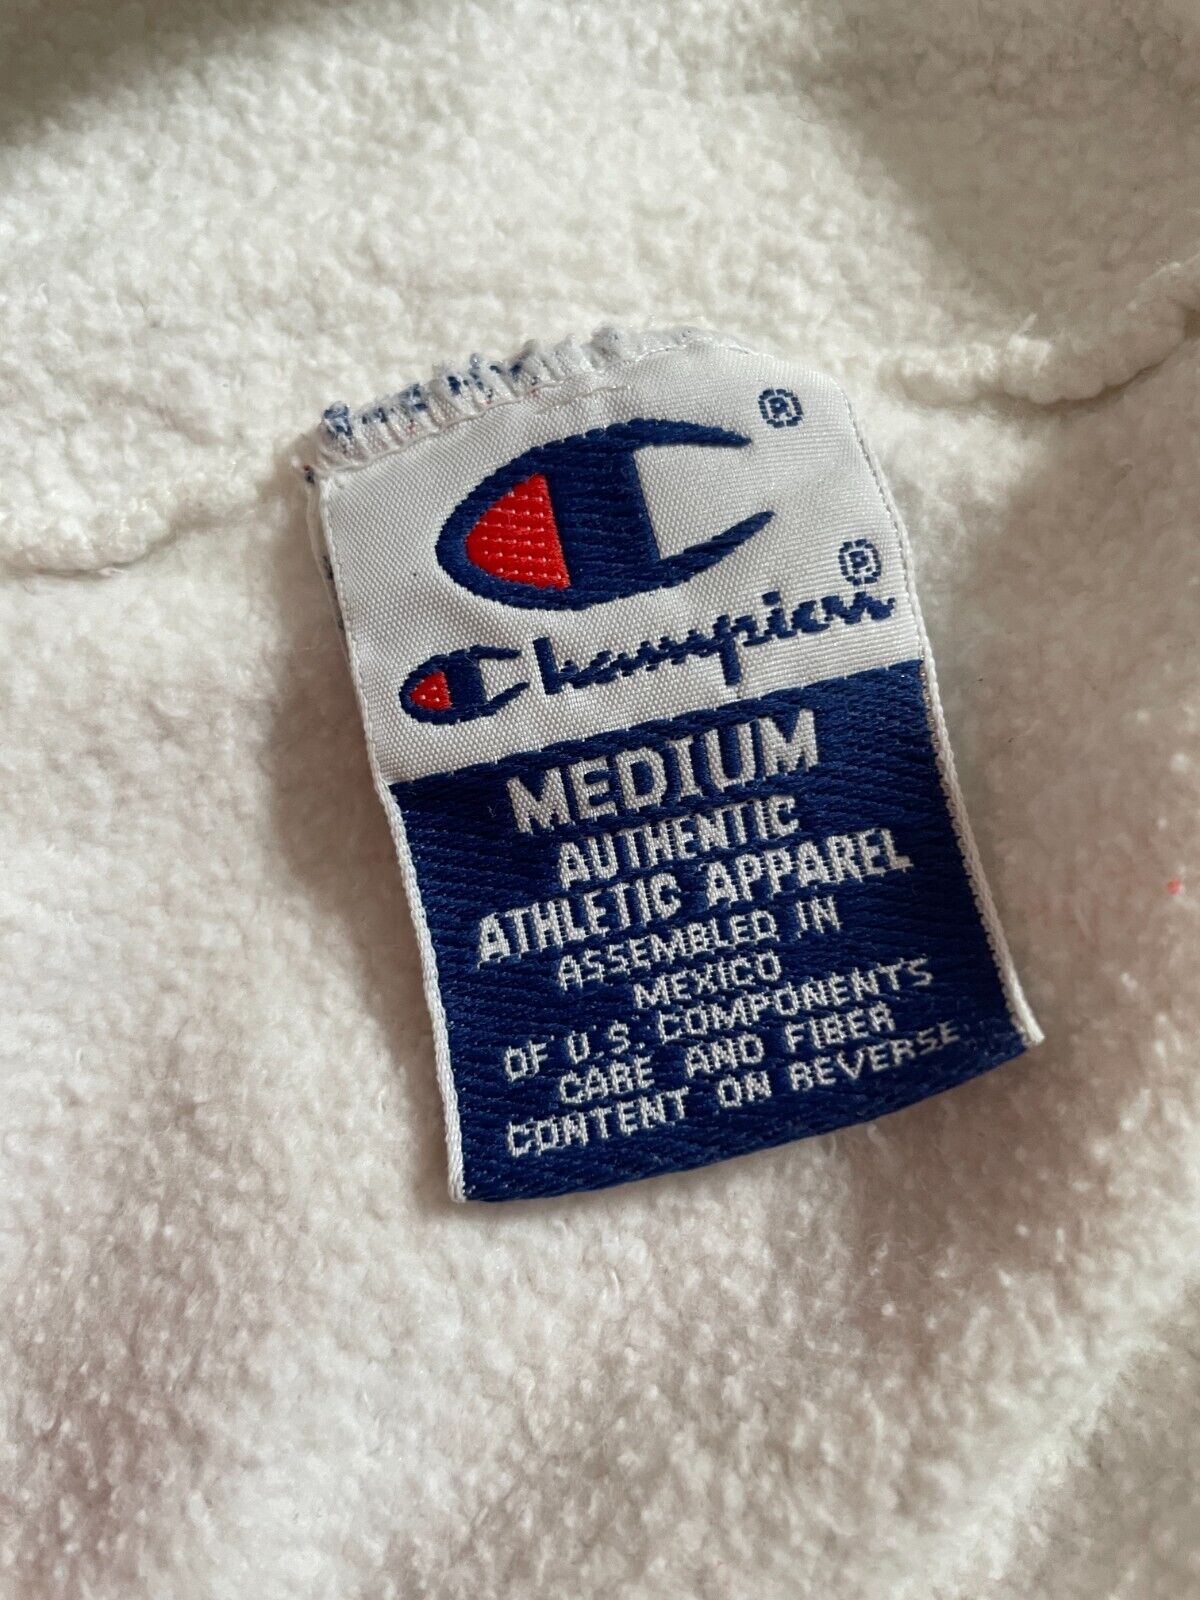 ®
Champion®
MEDIUM
AUTHENTIC
ATHLETIC APPAREL
ASSEMBLED IN
MEXICO
OF U.S. COMPONENTS
CARE AND FIBER
CONTENT ON REVERSE